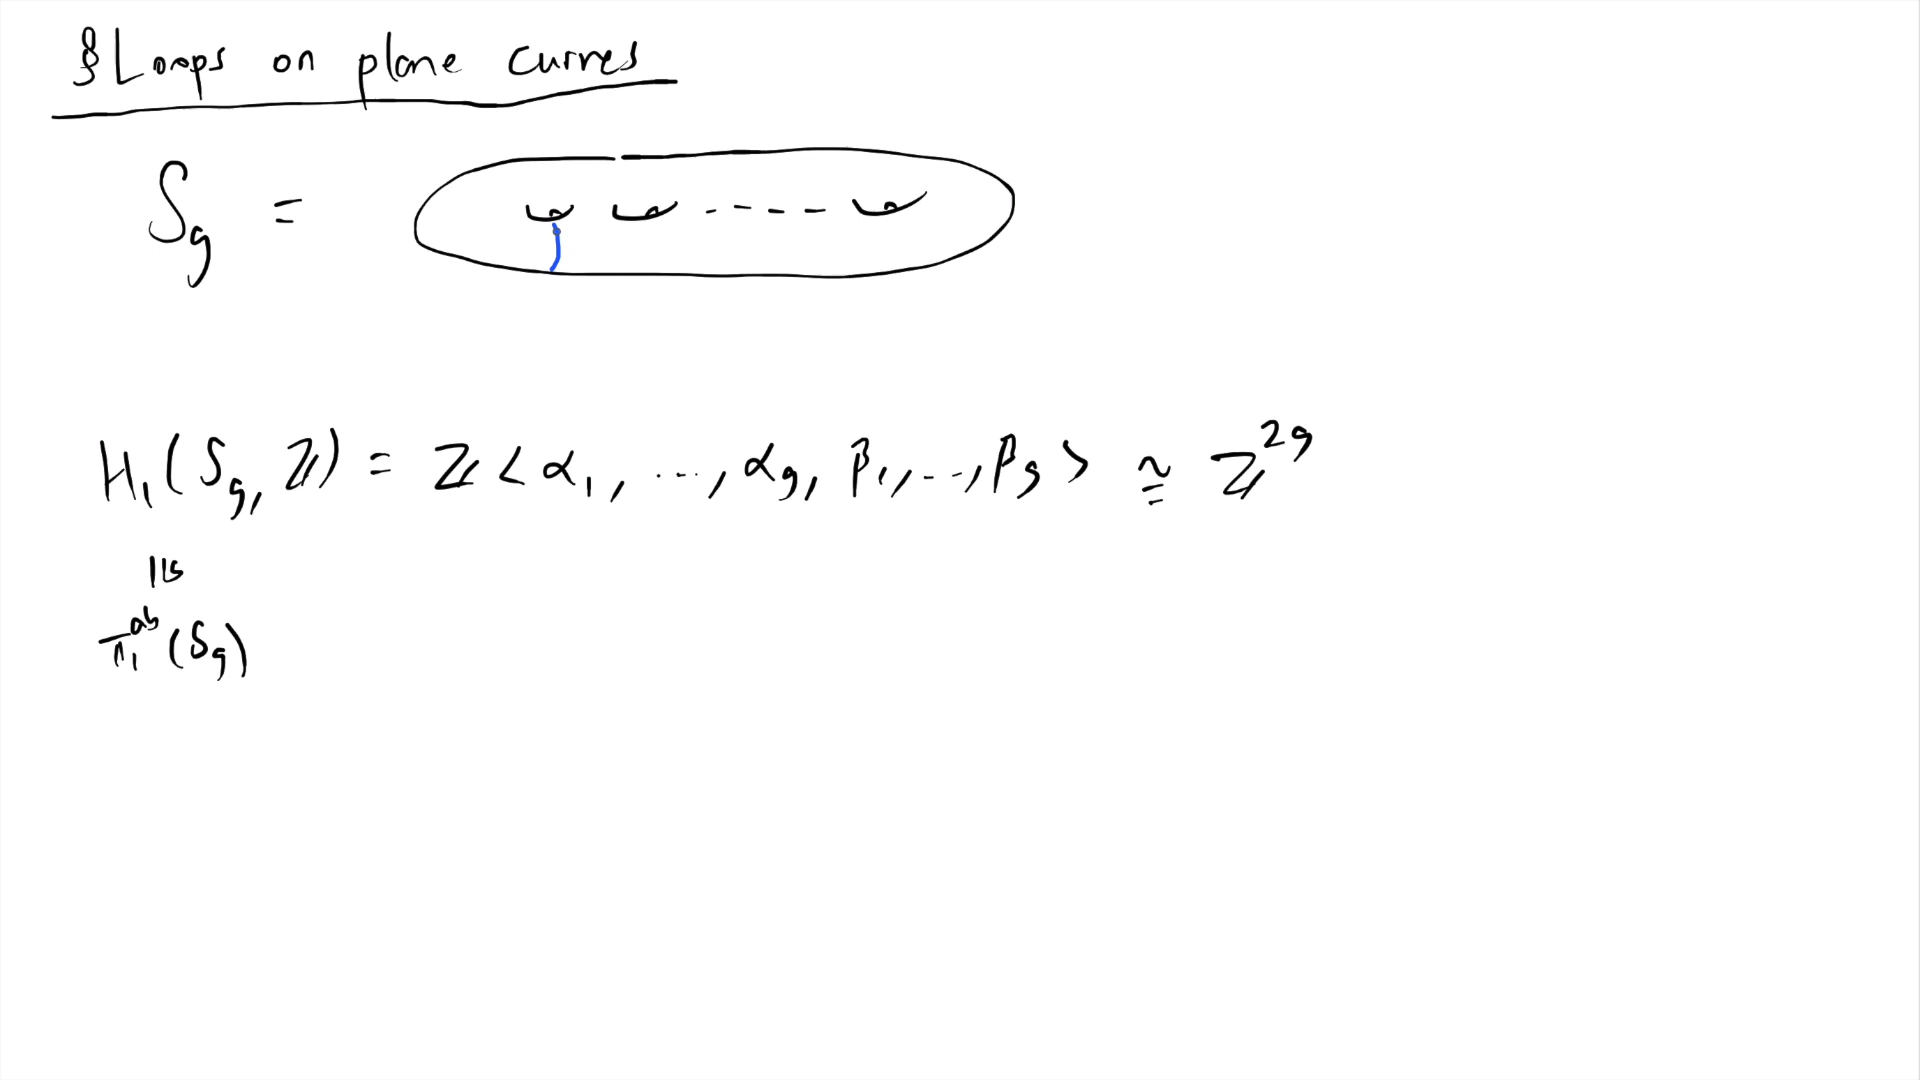 § Loops on plane curves
S_g =
H_1(S_g, ℤ) = ℤ<α_1, ..., α_g, β_1, ..., β_g> ≅ ℤ^{2g}
≅
π_1^{ab}(S_g)